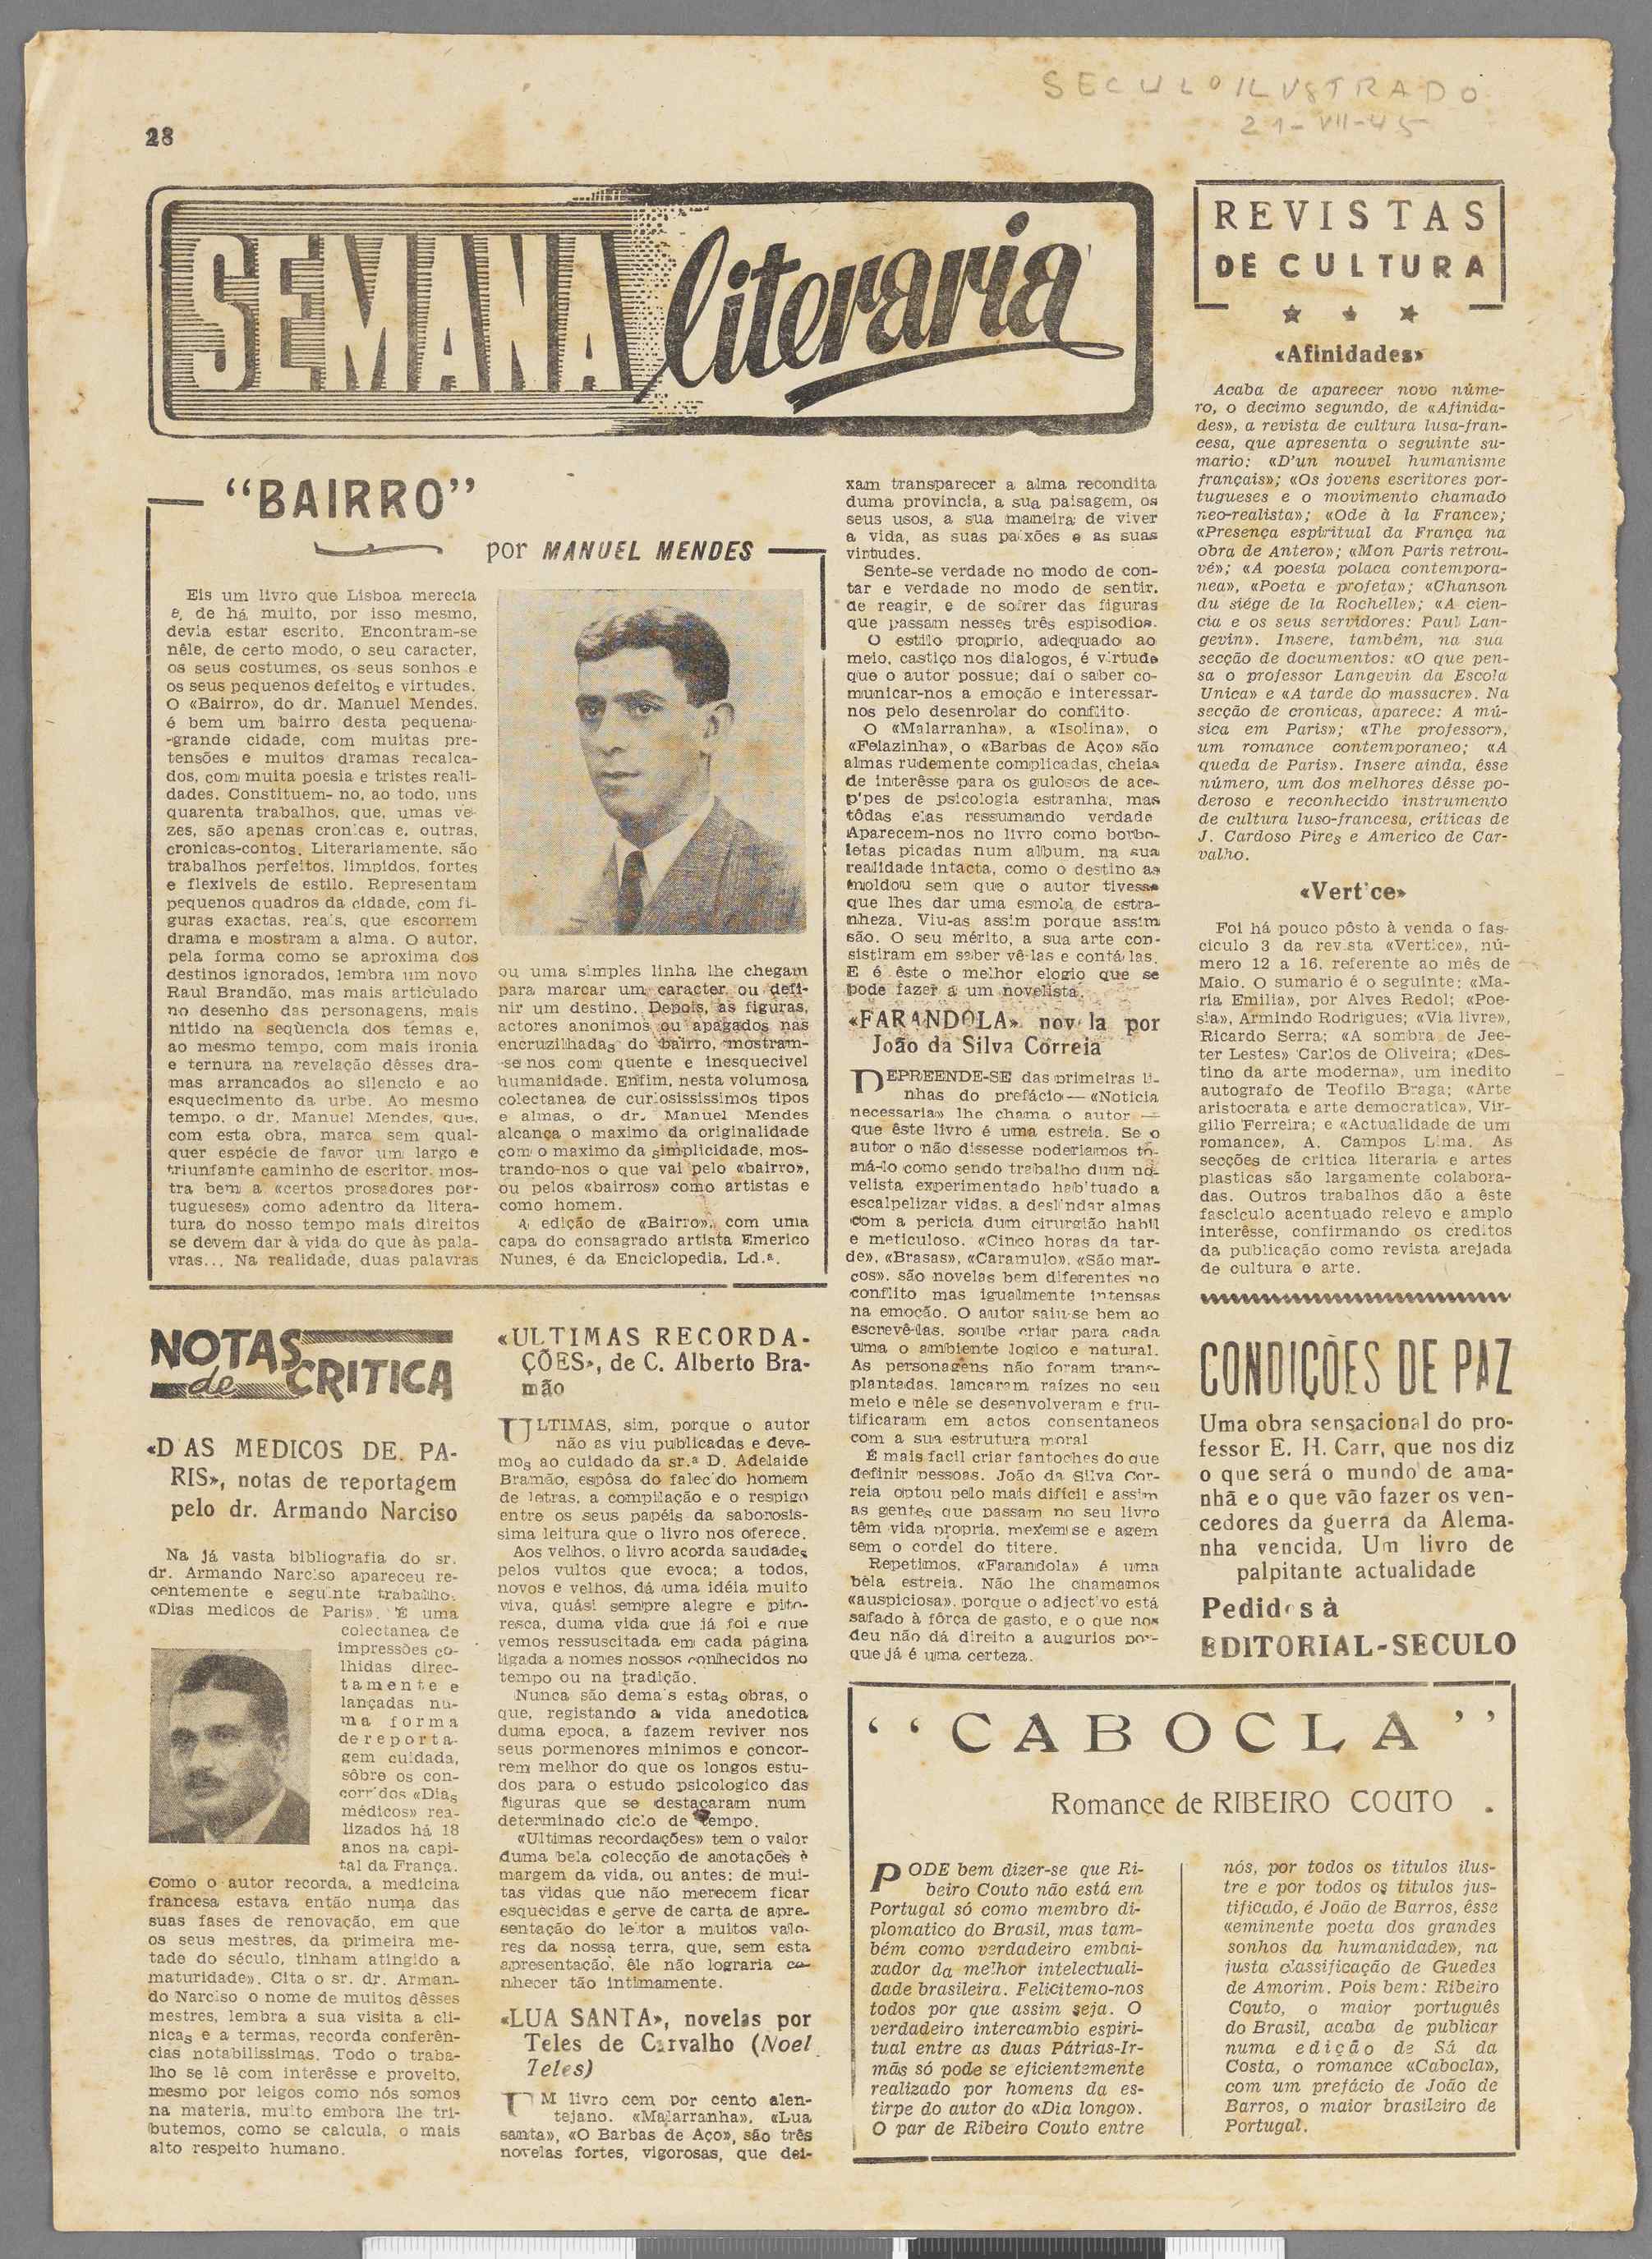 SECULO ILUSTRADO
21-VII-45
28
SEMANA literaria
"BAIRRO"
por MANUEL MENDES
Eis um livro que Lisboa merecia
e, de há muito, por isso mesmo,
devia estar escrito. Encontram-se
nêle, de certo modo, o seu caracter,
os seus costumes, os seus sonhos e
os seus pequenos defeitos e virtudes.
O «Bairro», do dr. Manuel Mendes,
é bem um bairro desta pequena-
-grande cidade, com muitas pre-
tensões e muitos dramas recalca-
dos, com muita poesia e tristes reali-
dades. Constituem-no, ao todo, uns
quarenta trabalhos, que, umas ve-
zes, são apenas cronicas e, outras,
cronicas-contos. Literariamente, são
trabalhos perfeitos, limpidos, fortes
e flexiveis de estilo. Representam
pequenos quadros da cidade, com fi-
guras exactas, reais, que escorrem
drama e mostram a alma. O autor,
pela forma como se aproxima dos
destinos ignorados, lembra um novo
Raul Brandão, mas mais articulado
no desenho das personagens, mais
nitido na seqüencia dos temas e,
ao mesmo tempo, com mais ironia
e ternura na revelação dêsses dra-
mas arrancados ao silencio e ao
esquecimento da urbe. Ao mesmo
tempo, o dr. Manuel Mendes, que,
com esta obra, marca sem qual-
quer espécie de favor um largo e
triunfante caminho de escritor, mos-
tra bem a «certos prosadores por-
tugueses» como adentro da litera-
tura do nosso tempo mais direitos
se devem dar à vida do que às pala-
vras... Na realidade, duas palavras
ou uma simples linha lhe chegam
para marcar um caracter ou defi-
nir um destino. Depois, as figuras,
actores anonimos ou apagados nas
encruzilhadas do bairro, mostram-
-se nos com quente e inesquecivel
humanidade. Enfim, nesta volumosa
colectanea de curiosississimos tipos
e almas, o dr. Manuel Mendes
alcança o maximo da originalidade
com o maximo da simplicidade, mos-
trando-nos o que vai pelo «bairro»,
ou pelos «bairros» como artistas e
como homem.
A edição de «Bairro», com uma
capa do consagrado artista Emerico
Nunes, é da Enciclopedia, Ld.ª.
NOTAS
de CRITICA
«D AS MEDICOS DE PA-
RIS», notas de reportagem
pelo dr. Armando Narciso
Na já vasta bibliografia do sr.
dr. Armando Narciso apareceu re-
centemente e seguinte trabalho:
«Dias medicos de Paris». É uma
colectanea de
impressões co-
lhidas direc-
tamente e
lançadas nu-
ma forma
de reporta-
gem cuidada,
sôbre os con-
corridos «Dias
médicos» rea-
lizados há 18
anos na capi-
tal da França.
Como o autor recorda, a medicina
francesa estava então numa das
suas fases de renovação, em que
os seus mestres, da primeira me-
tade do século, tinham atingido a
maturidade». Cita o sr. dr. Arman-
do Narciso o nome de muitos dêsses
mestres, lembra a sua visita a cli-
nicas e a termas, recorda conferên-
cias notabilissimas. Todo o traba-
lho se lê com interêsse e proveito,
mesmo por leigos como nós somos
na materia, muito embora lhe tri-
butemos, como se calcula, o mais
alto respeito humano.
«ULTIMAS RECORDA-
ÇÕES», de C. Alberto Bra-
mão
ULTIMAS, sim, porque o autor
não as viu publicadas e deve-
mos ao cuidado da sr.ª D. Adelaide
Bramão, espôsa do falecido homem
de letras, a compilação e o respigo
entre os seus papéis da saborosis-
sima leitura que o livro nos oferece.
Aos velhos, o livro acorda saudades
pelos vultos que evoca; a todos,
novos e velhos, dá uma idéia muito
viva, quási sempre alegre e pito-
resca, duma vida que já foi e que
vemos ressuscitada em cada página
ligada a nomes nossos conhecidos no
tempo ou na tradição.
Nunca são demais estas obras, o
que, registando a vida anedotica
duma epoca, a fazem reviver nos
seus pormenores minimos e concor-
rem melhor do que os longos estu-
dos para o estudo psicologico das
figuras que se destacaram num
determinado ciclo de tempo.
«Ultimas recordações» tem o valor
duma bela colecção de anotações è
margem da vida, ou antes: de mui-
tas vidas que não merecem ficar
esquecidas e serve de carta de apre-
sentação do leitor a muitos valo-
res da nossa terra, que, sem esta
apresentação, êle não lograria co-
nhecer tão intimamente.
«LUA SANTA», novelas por
Teles de Carvalho (Noel
Teles)
UM livro cem por cento alen-
tejano. «Malarranha», «Lua
santa», «O Barbas de Aço», são três
novelas fortes, vigorosas, que dei-
xam transparecer a alma recondita
duma provincia, a sua paisagem, os
seus usos, a sua maneira de viver
a vida, as suas paixões e as suas
virtudes.
Sente-se verdade no modo de con-
tar e verdade no modo de sentir,
de reagir, e de sofrer das figuras
que passam nesses três espisodios.
O estilo proprio, adequado ao
meio, castiço nos dialogos, é virtude
que o autor possue; daí o saber co-
municar-nos a emoção e interessar-
nos pelo desenrolar do conflito.
O «Malarranha», a «Isolina», o
«Felazinha», o «Barbas de Aço» são
almas rudemente complicadas, cheias
de interêsse para os gulosos de ace-
p'pes de psicologia estranha, mas
tôdas elas ressumando verdade
Aparecem-nos no livro como borbo-
letas picadas num album, na sua
realidade intacta, como o destino as
moldou sem que o autor tivesse
que lhes dar uma esmola de estra-
nheza. Viu-as assim porque assim
são. O seu mérito, a sua arte con-
sistiram em saber vê-las e contá-las.
E é êste o melhor elogio que se
pode fazer a um novelista.
«FARANDOLA» novela por
João da Silva Correia
DEPREENDE-SE das primeiras li-
nhas do prefácio — «Noticia
necessaria» lhe chama o autor —
que êste livro é uma estreia. Se o
autor o não dissesse poderiamos to-
má-lo como sendo trabalho dum no-
velista experimentado hab'tuado a
escalpelizar vidas, a deslindar almas
com a pericia dum cirurgião habil
e meticuloso. «Cinco horas da tar-
de», «Brasas», «Caramulo», «São mar-
cos», são novelas bem diferentes no
conflito mas igualmente intensas
na emoção. O autor saiu-se bem ao
escrevê-las, soube criar para cada
uma o ambiente logico e natural.
As personagens não foram trans-
plantadas, lançaram raízes no seu
meio e nêle se desenvolveram e fru-
tificaram em actos consentaneos
com a sua estrutura moral
É mais facil criar fantoches do que
definir pessoas. João da Silva Cor-
reia optou pelo mais difícil e assim
as gentes que passam no seu livro
têm vida propria, mexem-se e agem
sem o cordel do titere.
Repetimos, «Farandola» é uma
bèla estreia. Não lhe chamamos
«auspiciosa», porque o adject'vo está
safado à fôrça de gasto, e o que nos
deu não dá direito a augurios por-
que já é uma certeza.
REVISTAS
DE CULTURA
«Afinidades»
Acaba de aparecer novo núme-
ro, o decimo segundo, de «Afinida-
des», a revista de cultura lusa-fran-
cesa, que apresenta o seguinte su-
mario: «D'un nouvel humanisme
français»; «Os jovens escritores por-
tugueses e o movimento chamado
neo-realista»; «Ode à la France»;
«Presença espiritual da França na
obra de Antero»; «Mon Paris retrou-
vé»; «A poesia polaca contempora-
nea», «Poeta e profeta»; «Chanson
du siége de la Rochelle»; «A cien-
cia e os seus servidores: Paul Lan-
gevin». Insere, também, na sua
secção de documentos: «O que pen-
sa o professor Langevin da Escola
Unica» e «A tarde do massacre». Na
secção de cronicas, aparece: A mú-
sica em Paris»; «The professor»,
um romance contemporaneo; «A
queda de Paris». Insere ainda, êsse
número, um dos melhores dêsse po-
deroso e reconhecido instrumento
de cultura luso-francesa, criticas de
J. Cardoso Pires e Americo de Car-
valho.
«Vert'ce»
Foi há pouco pôsto à venda o fas-
ciculo 3 da revista «Vertice», nú-
mero 12 a 16, referente ao mês de
Maio. O sumario é o seguinte: «Ma-
ria Emilia», por Alves Redol; «Poe-
sia», Armindo Rodrigues; «Via livre»,
Ricardo Serra; «A sombra de Jee-
ter Lestes» Carlos de Oliveira; «Des-
tino da arte moderna», um inedito
autografo de Teofilo Braga; «Arte
aristocrata e arte democratica», Vir-
gilio Ferreira; e «Actualidade de um
romance», A. Campos Lima. As
secções de critica literaria e artes
plasticas são largamente colabora-
das. Outros trabalhos dão a êste
fasciculo acentuado relevo e amplo
interêsse, confirmando os creditos
da publicação como revista arejada
de cultura e arte.
CONDIÇÕES DE PAZ
Uma obra sensacional do pro-
fessor E. H. Carr, que nos diz
o que será o mundo de ama-
nhã e o que vão fazer os ven-
cedores da guerra da Alema-
nha vencida. Um livro de
palpitante actualidade
Pedidos à
EDITORIAL-SECULO
"CABOCLA"
Romance de RIBEIRO COUTO .
PODE bem dizer-se que Ri-
beiro Couto não está em
Portugal só como membro di-
plomatico do Brasil, mas tam-
bém como verdadeiro embai-
xador da melhor intelectuali-
dade brasileira. Felicitemo-nos
todos por que assim seja. O
verdadeiro intercambio espiri-
tual entre as duas Pátrias-Ir-
mãs só pode se eficientemente
realizado por homens da es-
tirpe do autor do «Dia longo».
O par de Ribeiro Couto entre
nós, por todos os titulos ilus-
tre e por todos os titulos jus-
tificado, é João de Barros, êsse
«eminente poeta dos grandes
sonhos da humanidade», na
justa classificação de Guedes
de Amorim. Pois bem: Ribeiro
Couto, o maior português
do Brasil, acaba de publicar
numa edição de Sá da
Costa, o romance «Cabocla»,
com um prefácio de João de
Barros, o maior brasileiro de
Portugal.